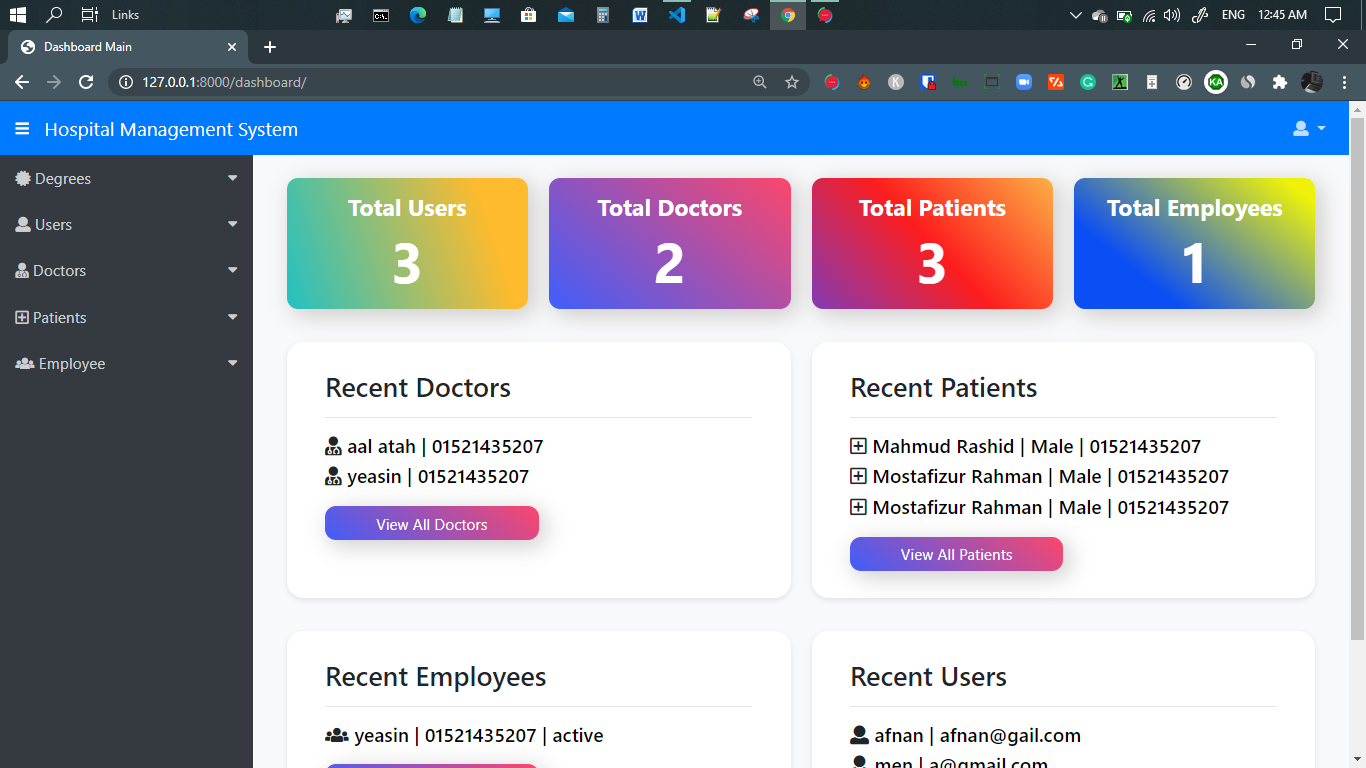 Links
ENG 12:45 AM
Dashboard Main
127.0.0.1:8000/dashboard/
Hospital Management System
Degrees
Users
Doctors
Patients
Employee
Total Users
3
Total Doctors
2
Total Patients
3
Total Employees
1
Recent Doctors
aal atah | 01521435207
yeasin | 01521435207
View All Doctors
Recent Patients
Mahmud Rashid | Male | 01521435207
Mostafizur Rahman | Male | 01521435207
Mostafizur Rahman | Male | 01521435207
View All Patients
Recent Employees
yeasin | 01521435207 | active
Recent Users
afnan | afnan@gail.com
men | a@gmail.com